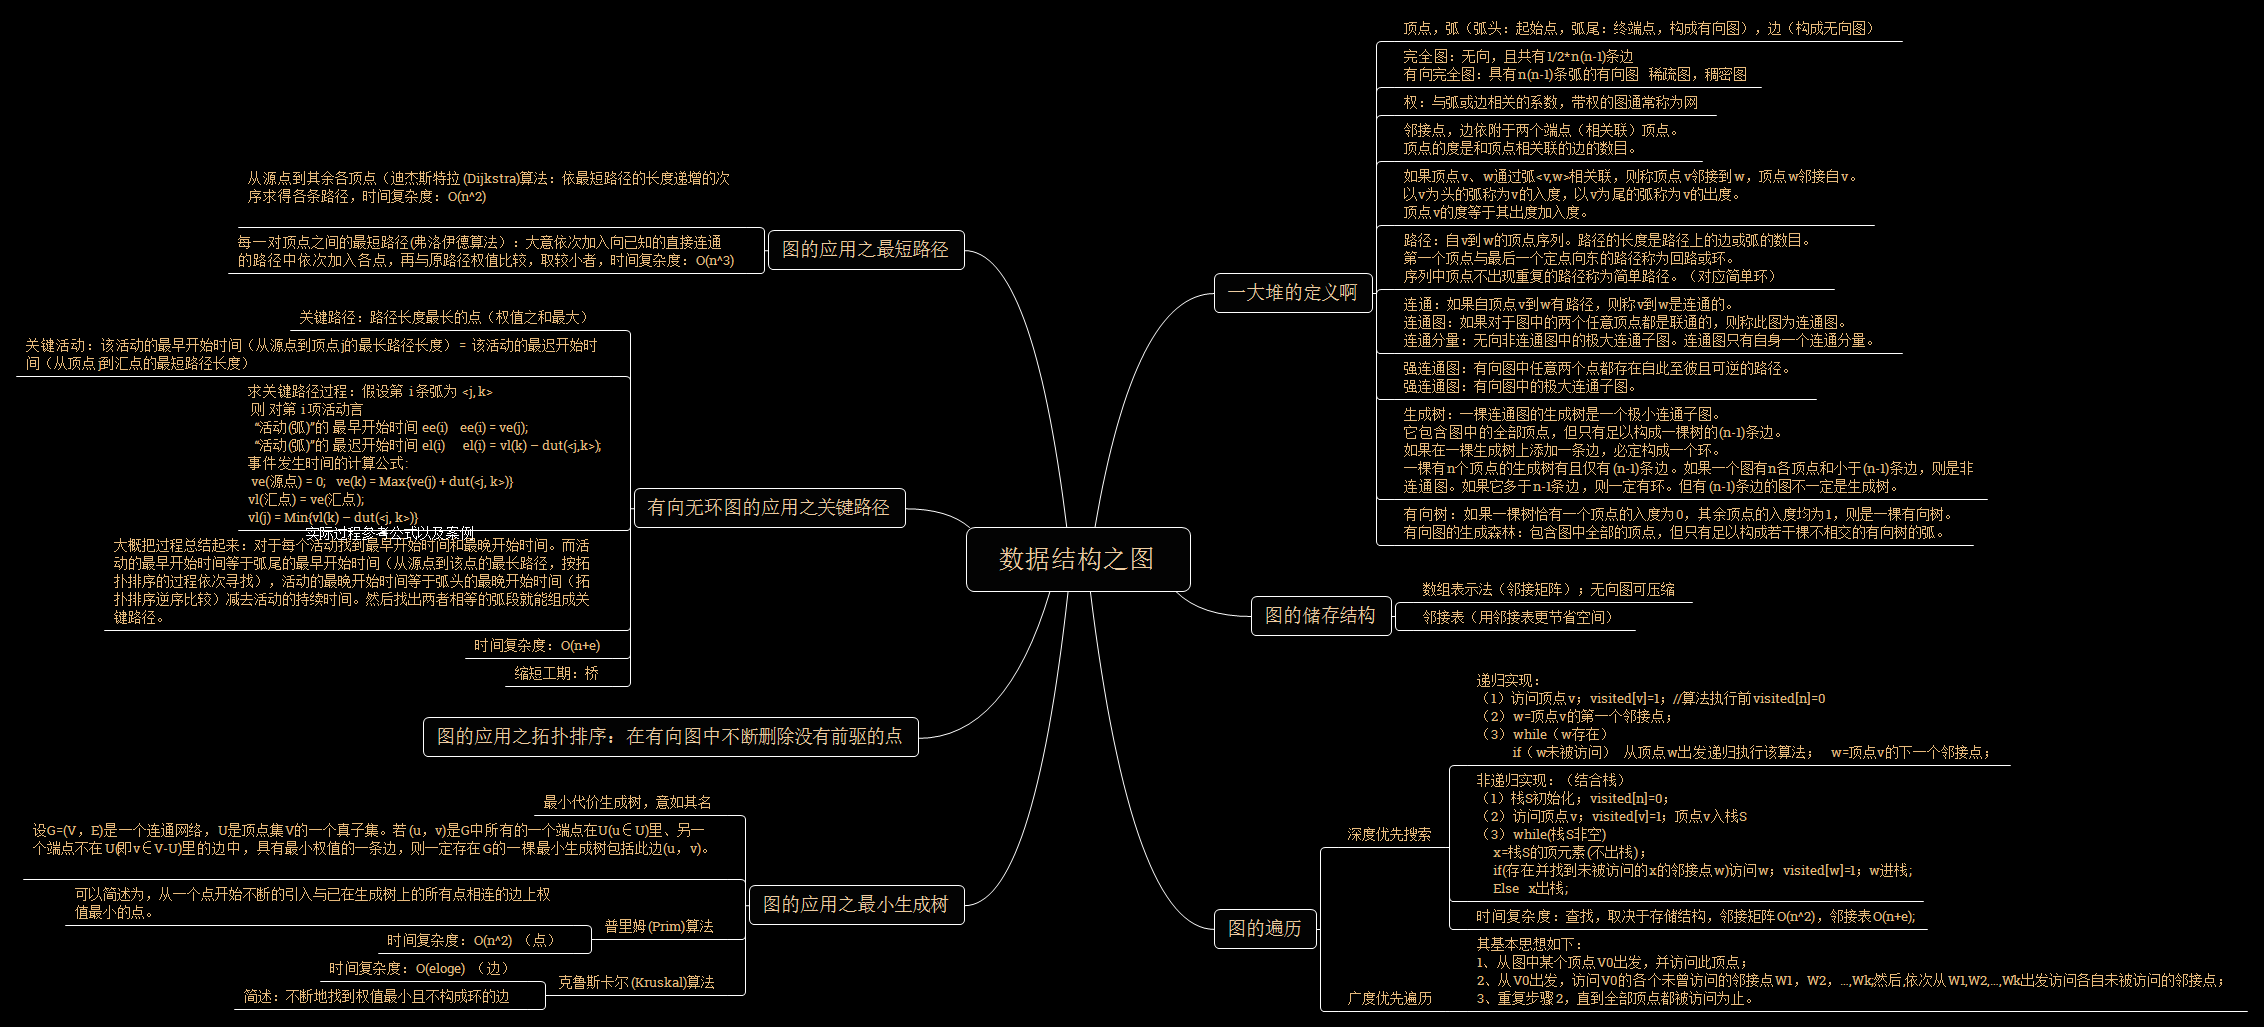 数据结构之图
一大堆的定义啊
顶点，弧（弧头：起始点，弧尾：终端点，构成有向图），边（构成无向图）
完全图：无向，且共有1/2*n(n-1)条边
有向完全图：具有n(n-1)条弧的有向图 稀疏图，稠密图
权：与弧或边相关的系数，带权的图通常称为网
邻接点，边依附于两个端点（相关联）顶点。
顶点的度是和顶点相关联的边的数目。
如果顶点v、w通过弧<v,w>相关联，则称顶点v邻接到w，顶点w邻接自v。
以v为头的弧称为v的入度，以v为尾的弧称为v的出度。
顶点v的度等于其出度加入度。
路径：自v到w的顶点序列。路径的长度是路径上的边或弧的数目。
第一个顶点与最后一个定点向东的路径称为回路或环。
序列中顶点不出现重复的路径称为简单路径。（对应简单环）
连通：如果自顶点v到w有路径，则称v到w是连通的。
连通图：如果对于图中的两个任意顶点都是联通的，则称此图为连通图。
连通分量：无向非连通图中的极大连通子图。连通图只有自身一个连通分量。
强连通图：有向图中任意两个点都存在自此至彼且可逆的路径。
强连通图：有向图中的极大连通子图。
生成树：一棵连通图的生成树是一个极小连通子图。
它包含图中的全部顶点，但只有足以构成一棵树的(n-1)条边。
如果在一棵生成树上添加一条边，必定构成一个环。
一棵有n个顶点的生成树有且仅有(n-1)条边。如果一个图有n各顶点和小于(n-1)条边，则是非
连通图。如果它多于n-1条边，则一定有环。但有(n-1)条边的图不一定是生成树。
有向树：如果一棵树恰有一个顶点的入度为0，其余顶点的入度均为1，则是一棵有向树。
有向图的生成森林：包含图中全部的顶点，但只有足以构成若干棵不相交的有向树的弧。
图的储存结构
数组表示法（邻接矩阵）；无向图可压缩
邻接表（用邻接表更节省空间）
图的遍历
深度优先搜索
递归实现：
（1）访问顶点v；visited[v]=1；//算法执行前visited[n]=0
（2）w=顶点v的第一个邻接点；
（3）while（w存在）
if（w未被访问） 从顶点w出发递归执行该算法； w=顶点v的下一个邻接点；
非递归实现：（结合栈）
（1）栈S初始化；visited[n]=0；
（2）访问顶点v；visited[v]=1；顶点v入栈S
（3）while(栈S非空)
x=栈S的顶元素(不出栈)；
if(存在并找到未被访问的x的邻接点w)访问w；visited[w]=1；w进栈;
Else x出栈;
时间复杂度：查找，取决于存储结构，邻接矩阵O(n^2)，邻接表O(n+e);
广度优先遍历
其基本思想如下：
1、从图中某个顶点V0出发，并访问此顶点；
2、从V0出发，访问V0的各个未曾访问的邻接点W1，W2，…,Wk;然后,依次从W1,W2,…,Wk出发访问各自未被访问的邻接点；
3、重复步骤2，直到全部顶点都被访问为止。
图的应用之最短路径
从源点到其余各顶点（迪杰斯特拉(Dijkstra)算法：依最短路径的长度递增的次
序求得各条路径，时间复杂度：O(n^2)
每一对顶点之间的最短路径(弗洛伊德算法）：大意依次加入向已知的直接连通
的路径中依次加入各点，再与原路径权值比较，取较小者，时间复杂度：O(n^3)
有向无环图的应用之关键路径
关键路径：路径长度最长的点（权值之和最大）
关键活动：该活动的最早开始时间（从源点到顶点j的最长路径长度）= 该活动的最迟开始时
间（从顶点j到汇点的最短路径长度）
求关键路径过程：假设第 i 条弧为 <j, k>
则 对第 i 项活动言
“活动(弧)”的 最早开始时间 ee(i) ee(i) = ve(j);
“活动(弧)”的 最迟开始时间 el(i) el(i) = vl(k) – dut(<j,k>);
事件发生时间的计算公式：
ve(源点) = 0; ve(k) = Max{ve(j) + dut(<j, k>)}
vl(汇点) = ve(汇点);
vl(j) = Min{vl(k) – dut(<j, k>)}
实际过程参考公式以及案例
大概把过程总结起来：对于每个活动找到最早开始时间和最晚开始时间。而活
动的最早开始时间等于弧尾的最早开始时间（从源点到该点的最长路径，按拓
扑排序的过程依次寻找），活动的最晚开始时间等于弧头的最晚开始时间（拓
扑排序逆序比较）减去活动的持续时间。然后找出两者相等的弧段就能组成关
键路径。
时间复杂度：O(n+e)
缩短工期：桥
图的应用之拓扑排序：在有向图中不断删除没有前驱的点
图的应用之最小生成树
最小代价生成树，意如其名
设G=(V，E)是一个连通网络，U是顶点集V的一个真子集。若(u，v)是G中所有的一个端点在U(u∈U)里、另一
个端点不在U(即v∈V-U)里的边中，具有最小权值的一条边，则一定存在G的一棵最小生成树包括此边(u，v)。
普里姆(Prim)算法
可以简述为，从一个点开始不断的引入与已在生成树上的所有点相连的边上权
值最小的点。
时间复杂度：O(n^2) （点）
克鲁斯卡尔(Kruskal)算法
时间复杂度：O(eloge) （边）
简述：不断地找到权值最小且不构成环的边